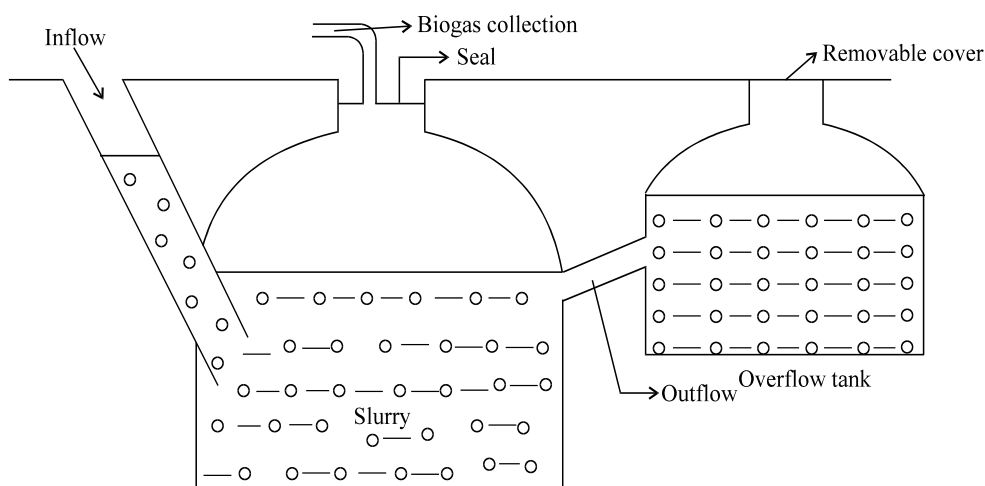 Biogas collection
Inflow
Seal
Removable cover
Outflow
Overflow tank
Slurry